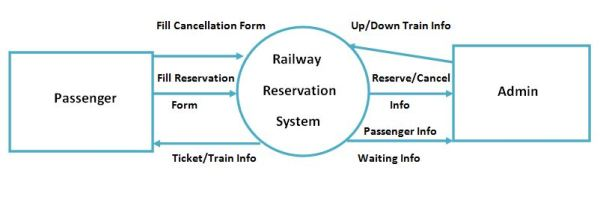 Fill Cancellation Form
Up/Down Train Info
Railway
Reservation
System
Passenger
Fill Reservation
Form
Reserve/Cancel
Info
Admin
Passenger Info
Ticket/Train Info
Waiting Info